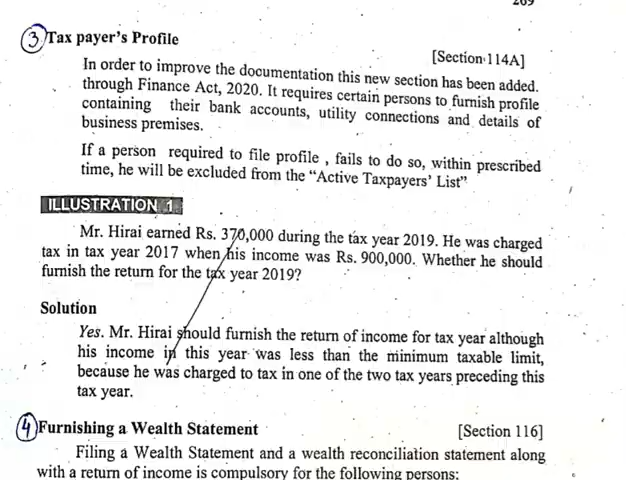 269
3 Tax payer's Profile
[Section 114A]
In order to improve the documentation this new section has been added.
through Finance Act, 2020. It requires certain persons to furnish profile
containing their bank accounts, utility connections and details of
business premises.
If a person required to file profile , fails to do so, within prescribed
time, he will be excluded from the "Active Taxpayers' List"
ILLUSTRATION 1
Mr. Hirai earned Rs. 370,000 during the tax year 2019. He was charged
tax in tax year 2017 when his income was Rs. 900,000. Whether he should
furnish the return for the tax year 2019?
Solution
Yes. Mr. Hirai should furnish the return of income for tax year although
his income in this year was less than the minimum taxable limit,
because he was charged to tax in one of the two tax years preceding this
tax year.
4 Furnishing a Wealth Statement [Section 116]
Filing a Wealth Statement and a wealth reconciliation statement along
with a return of income is compulsory for the following persons: